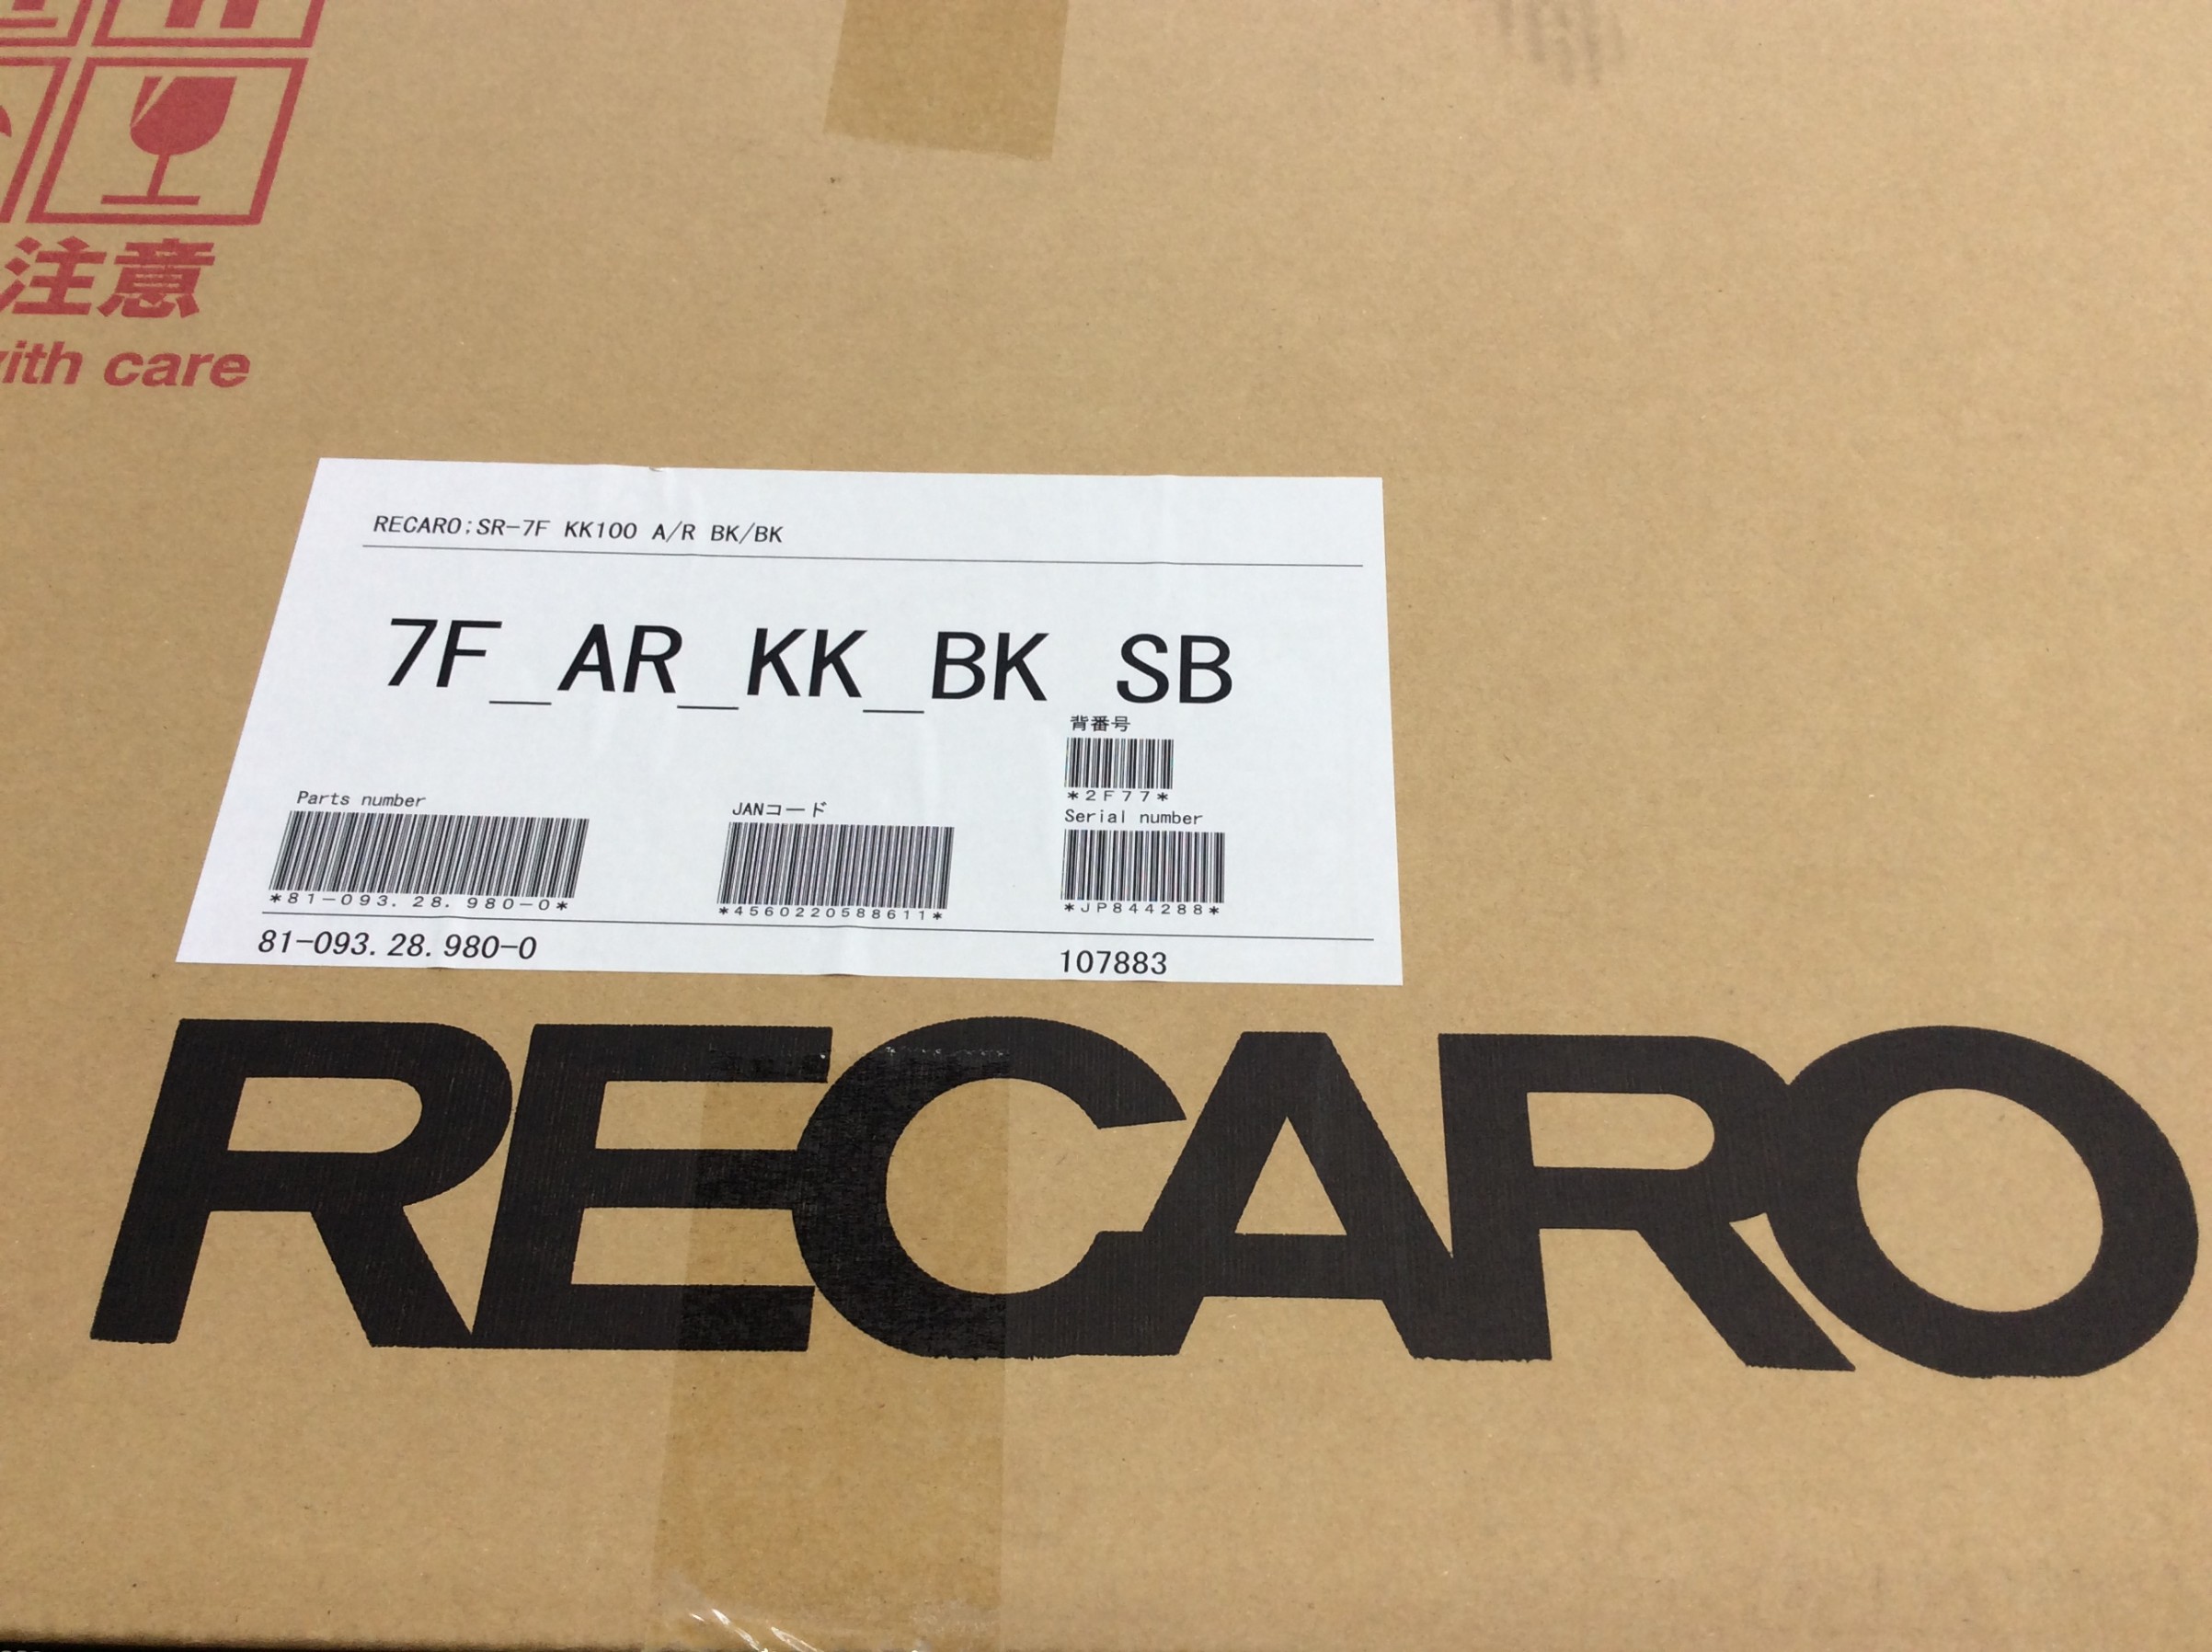 注意
with care
RECARO;SR-7F KK100 A/R BK/BK
7F_AR_KK_BK SB
背番号
*2F77*
Parts number
JANコード
Serial number
*81-093.28.980-0*
*4560220588611*
*JP844288*
81-093.28.980-0
107883
RECARO